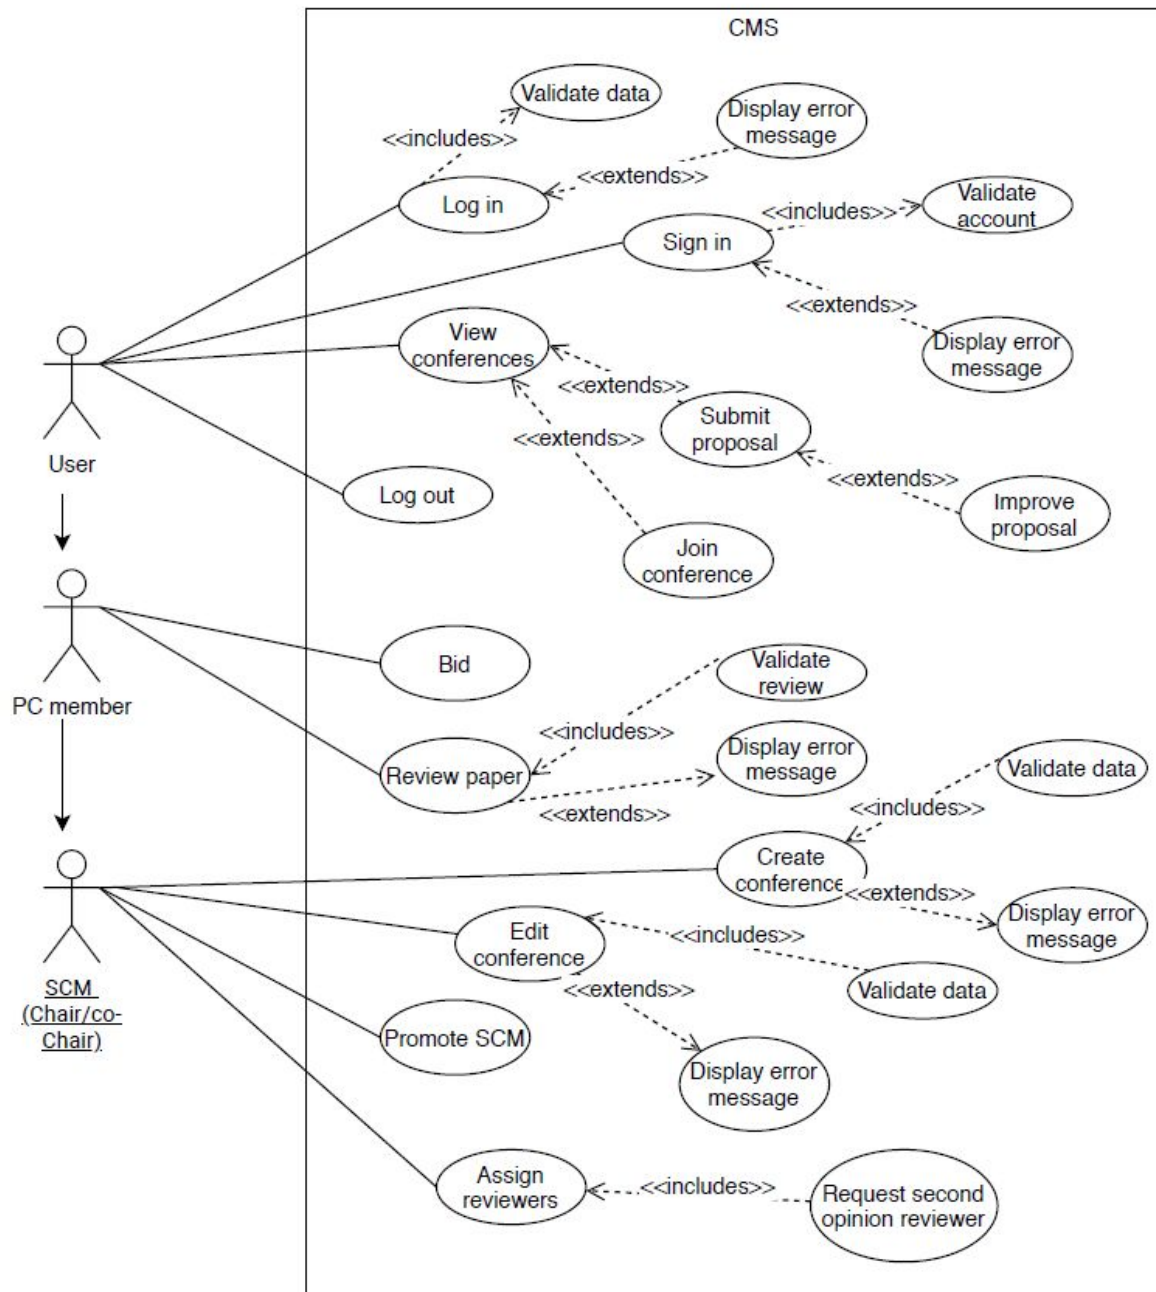 CMS
Validate data
Display error
message
<<includes>>
<<extends>>
Log in
Validate
account
<<includes>>
Sign in
<<extends>>
View
conferences
Display error
message
<<extends>>
Submit
proposal
<<extends>>
User
<<extends>>
Log out
Improve
proposal
Join
conference
Bid
Validate
review
PC member
<<includes>>
Display error
message
Review paper
Validate data
<<extends>>
<<includes>>
Create
conference
<<extends>>
Display error
message
Edit
conference
<<includes>>
SCM
(Chair/co-
Chair)
<<extends>>
Validate data
Promote SCM
Display error
message
Assign
reviewers
<<includes>>
Request second
opinion reviewer